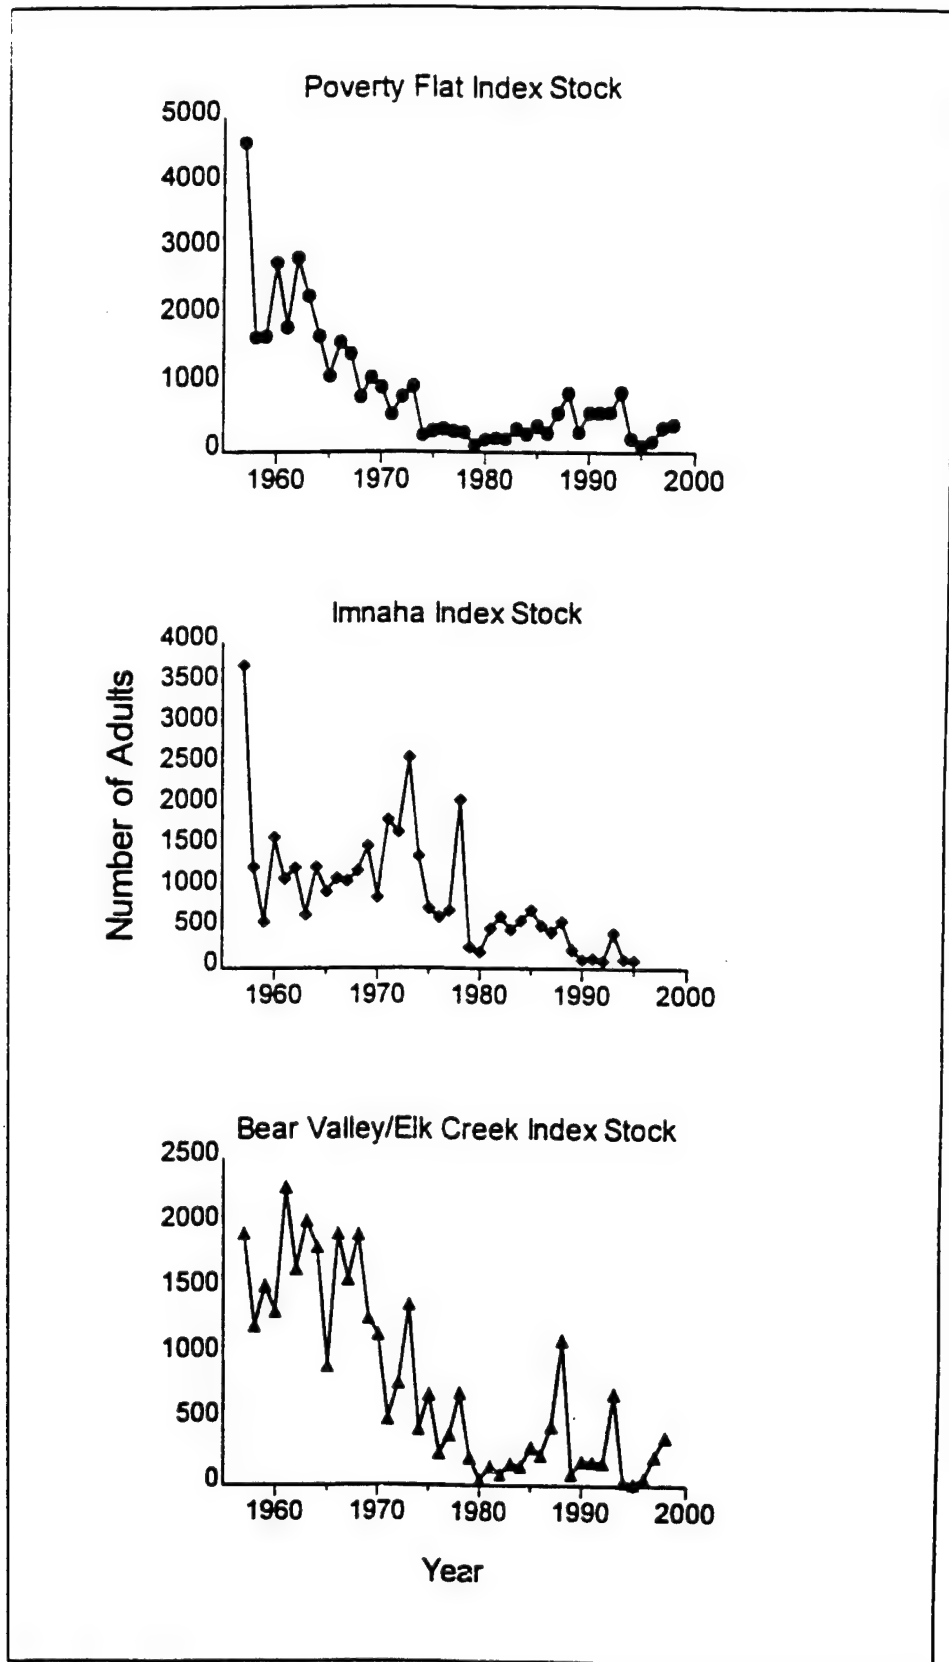 Poverty Flat Index Stock
5000
4000
3000
2000
1000
0
1960 1970 1980 1990 2000
Imnaha Index Stock
Number of Adults
4000
3500
3000
2500
2000
1500
1000
500
0
1960 1970 1980 1990 2000
Bear Valley/Elk Creek Index Stock
2500
2000
1500
1000
500
0
1960 1970 1980 1990 2000
Year